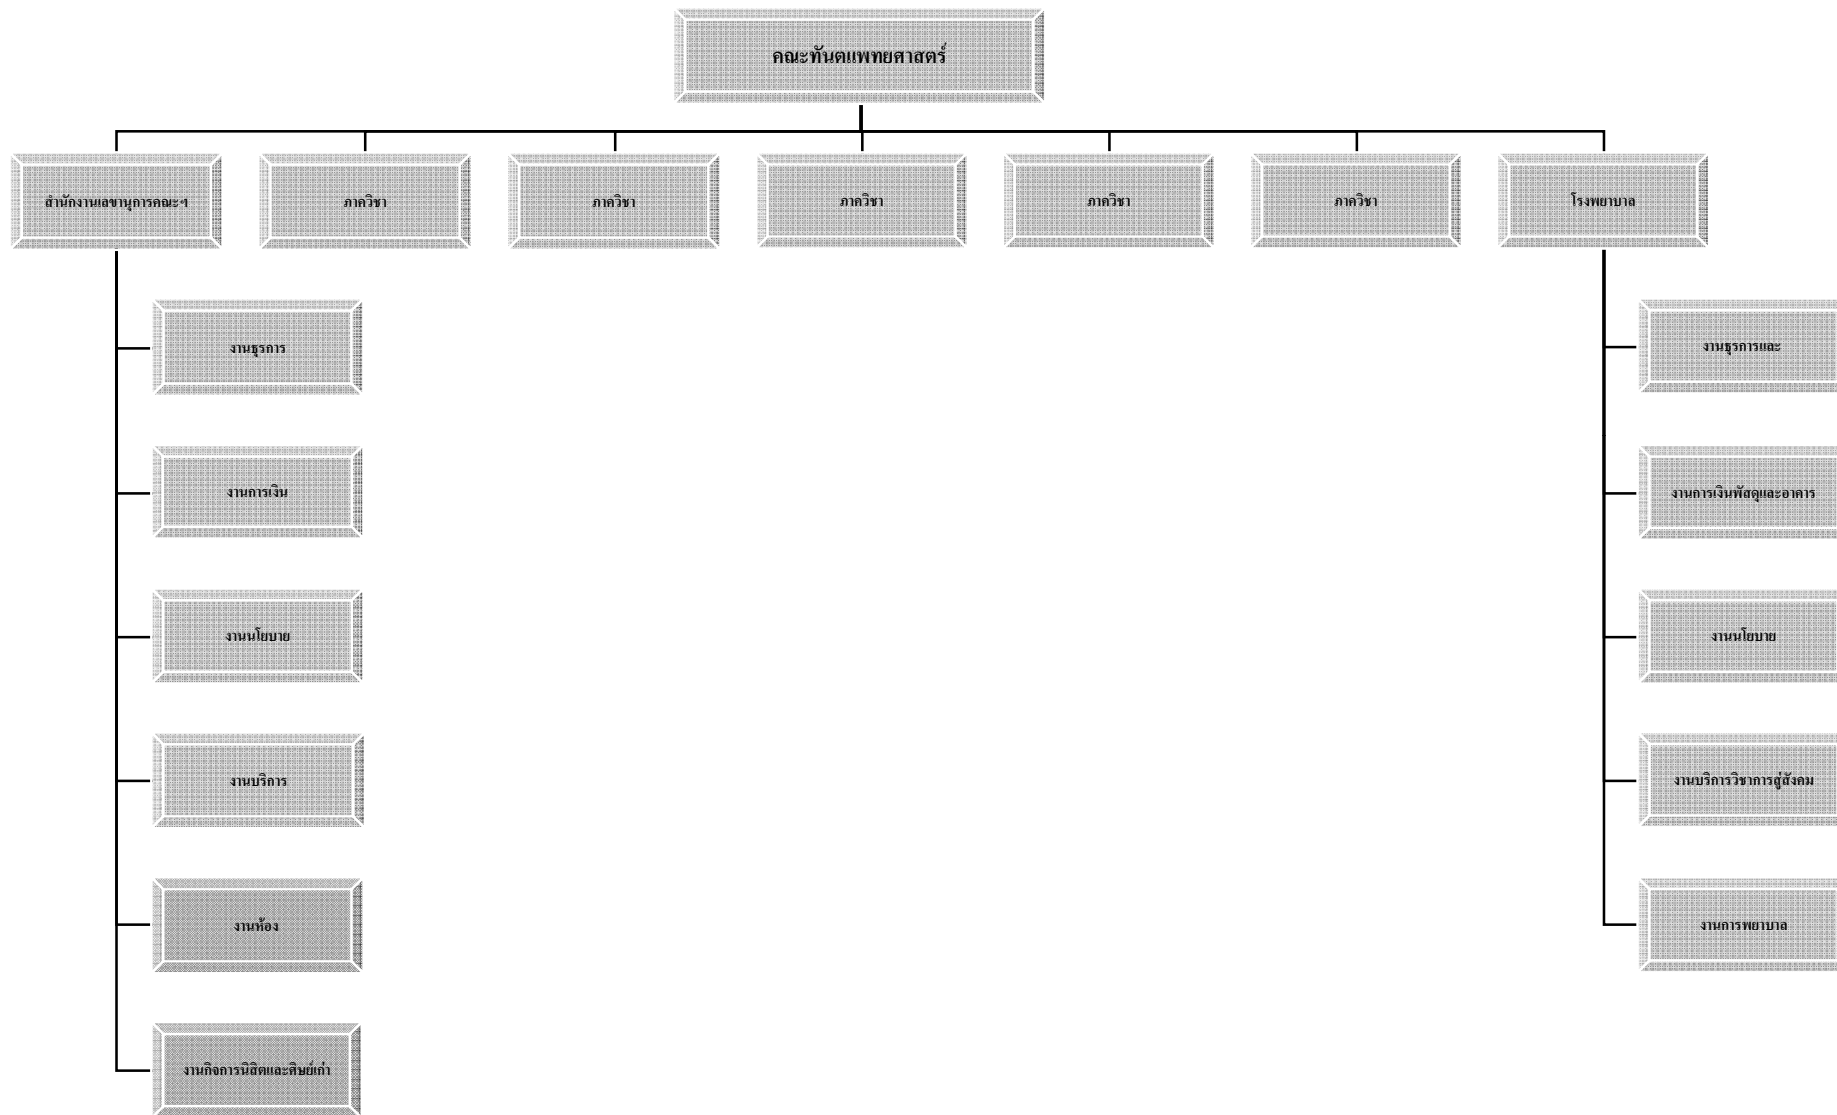 คณะทันตแพทยศาสตร์
สำนักงานเลขานุการคณะฯ
ภาควิชา
ภาควิชา
ภาควิชา
ภาควิชา
ภาควิชา
โรงพยาบาล
งานธุรการ
งานการเงิน
งานนโยบาย
งานบริการ
งานห้อง
งานกิจการนิสิตและศิษย์เก่า
งานธุรการและ
งานการเงินพัสดุและอาคาร
งานนโยบาย
งานบริการวิชาการสู่สังคม
งานการพยาบาล